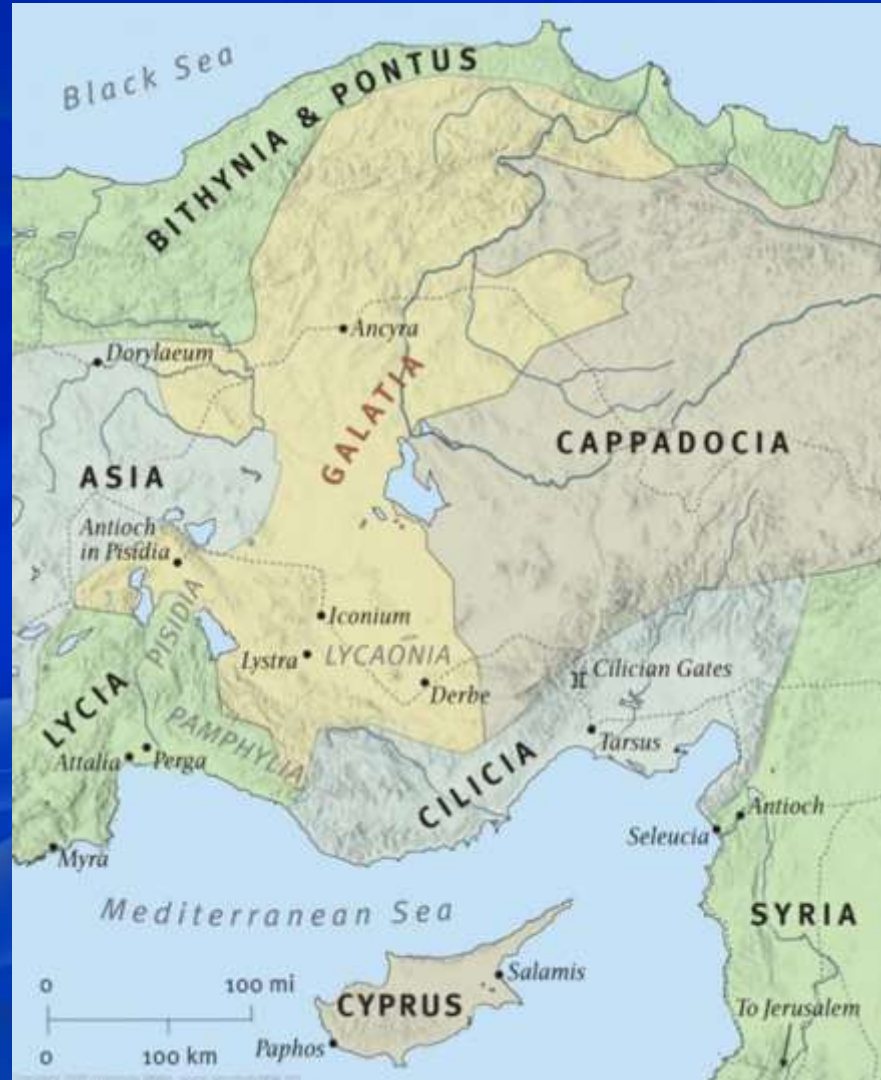 Black Sea
BITHYNIA & PONTUS
Ancyra
Dorylaeum
GALATIA
CAPPADOCIA
ASIA
Antioch
in Pisidia
PISIDIA
Iconium
Lystra
LYCAONIA
Cilician Gates
Derbe
LYCIA
PAMPHYLIA
Attalia
Perga
Tarsus
CILICIA
Antioch
Seleucia
Myra
Mediterranean Sea
SYRIA
Salamis
0
100 mi
CYPRUS
To Jerusalem
0
100 km
Paphos